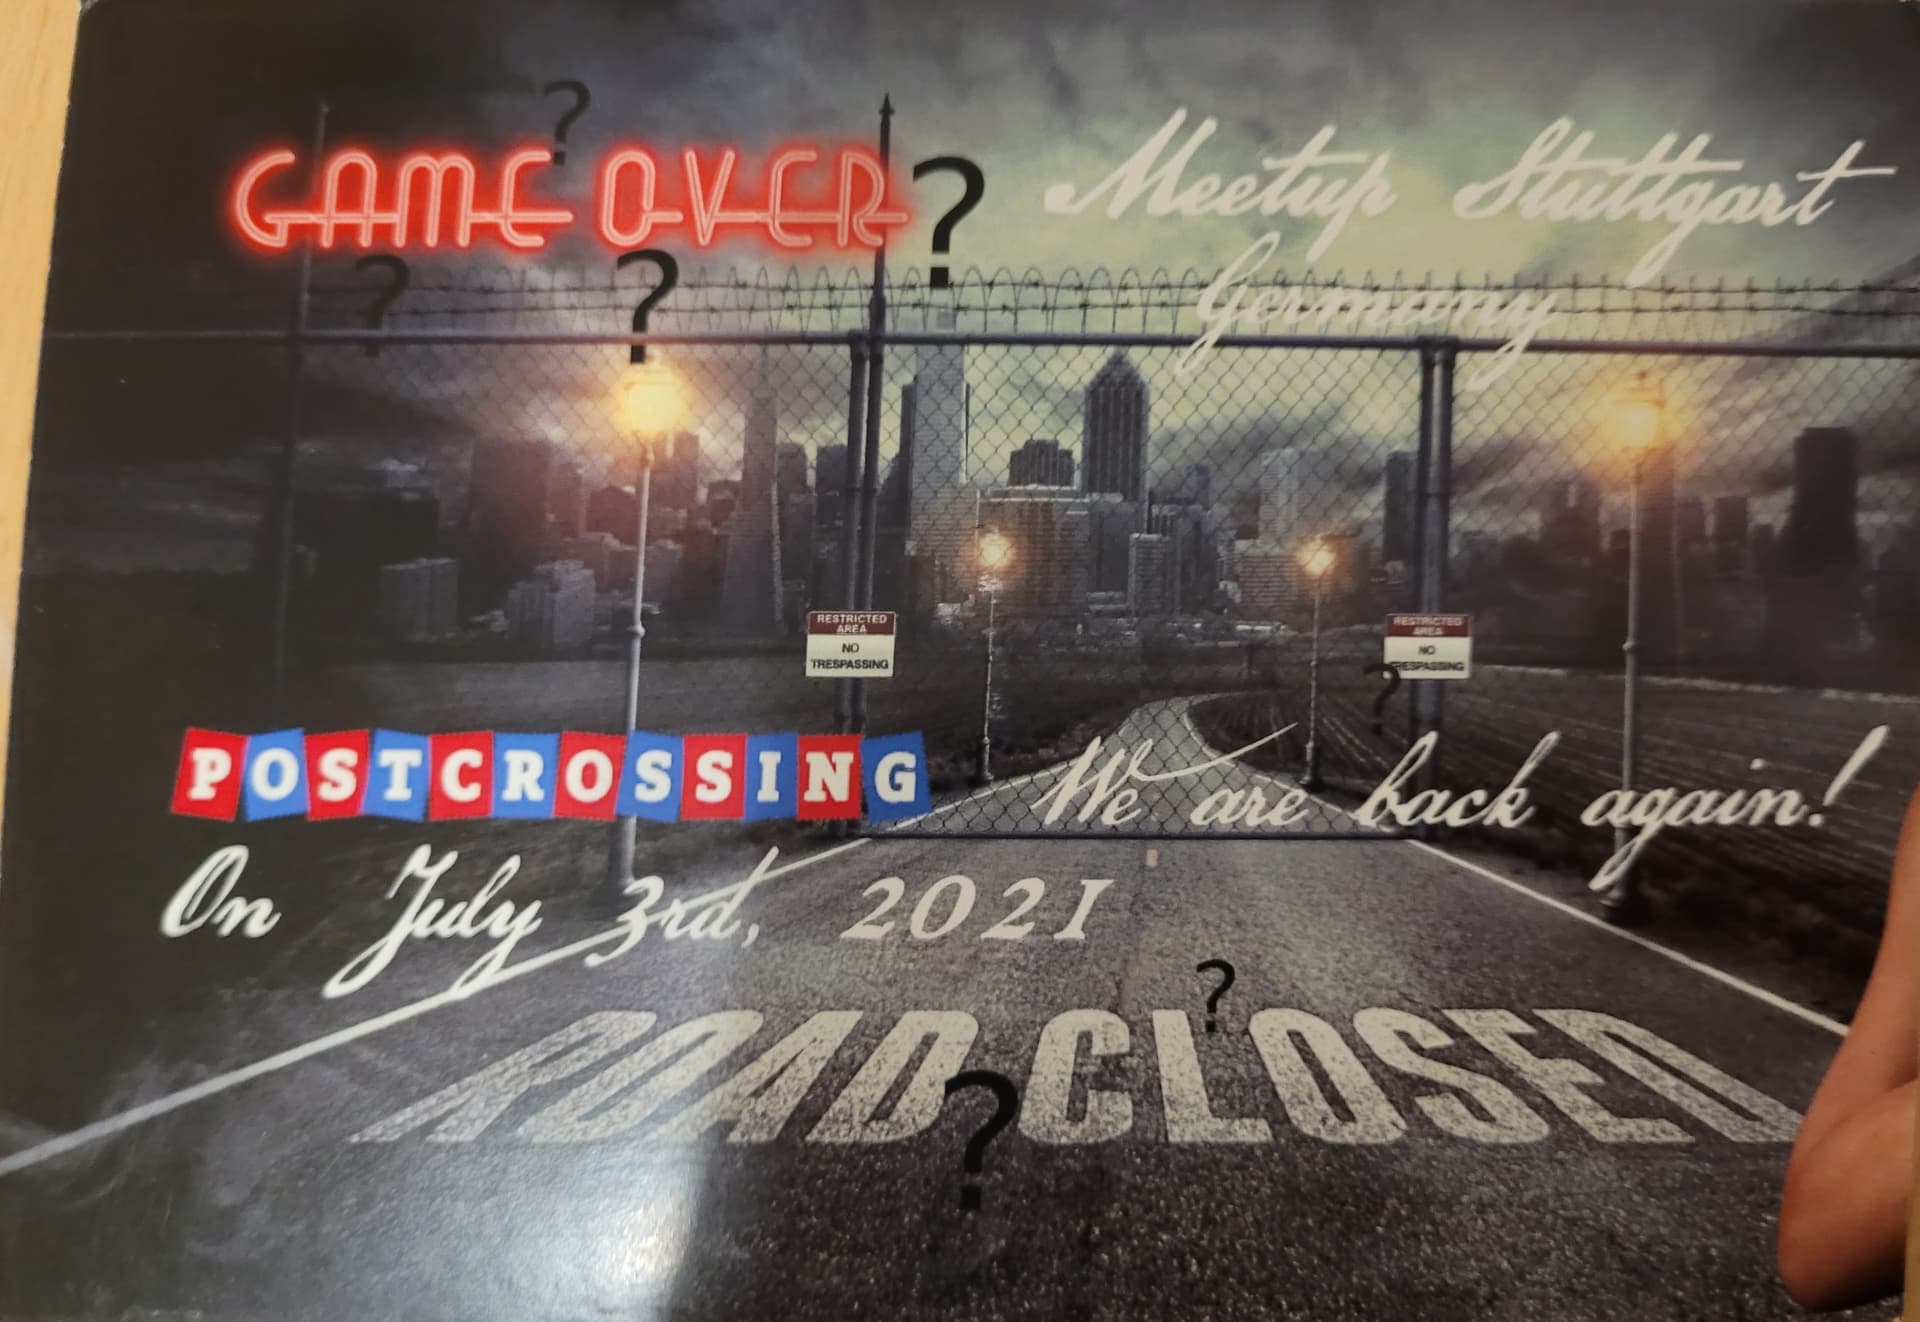 ?
GAME OVER ?
? ?
Meetup Stuttgart
Germany
RESTRICTED
AREA
NO
TRESPASSING
RESTRICTED
AREA
NO
TRESPASSING
?
POSTCROSSING
We are back again!
On July 3rd, 2021
?
ROAD CLOSED
?